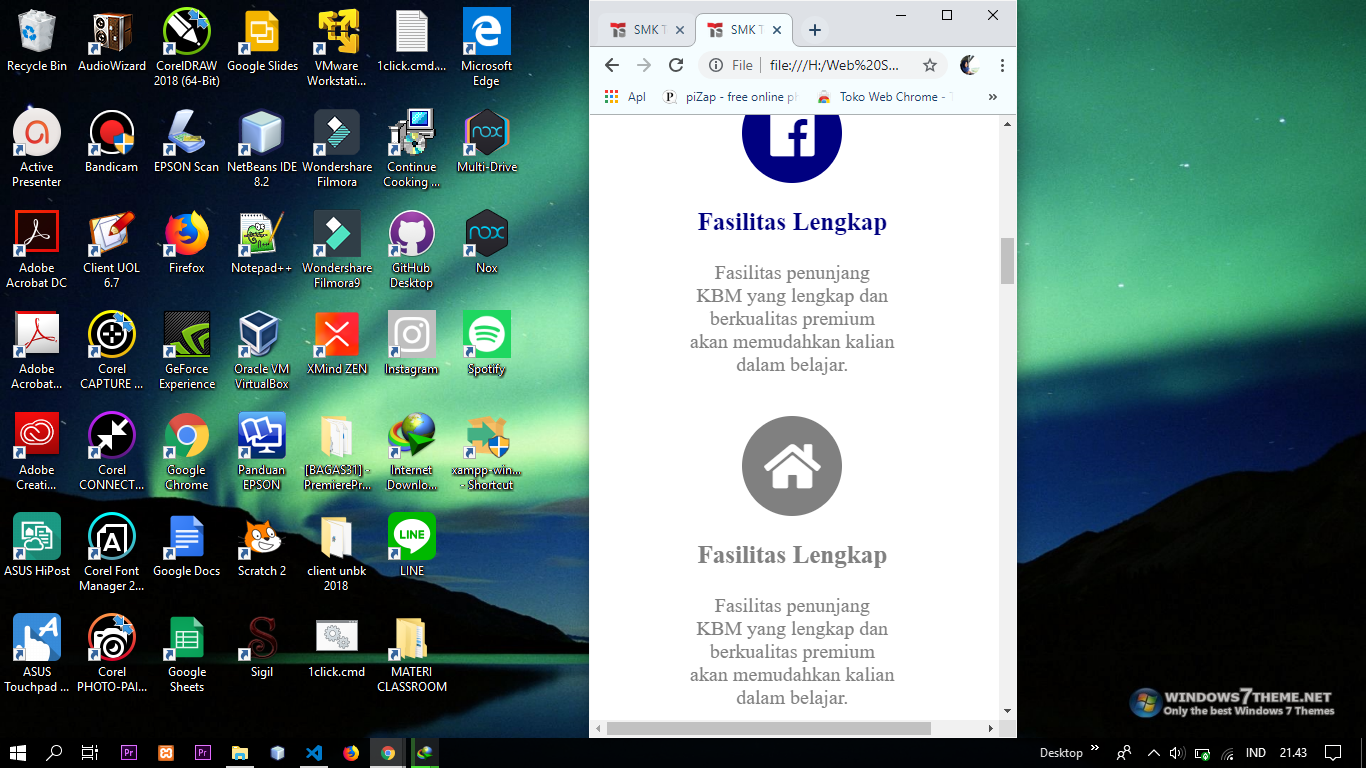 Recycle Bin
AudioWizard
CorelDRAW
2018 (64-Bit)
Google Slides
VMware
Workstati...
1click.cmd....
Microsoft
Edge
Active
Presenter
Bandicam
EPSON Scan
NetBeans IDE
8.2
Wondershare
Filmora
Continue
Cooking ...
nox
Multi-Drive
Adobe
Acrobat DC
Client UOL
6.7
Firefox
Notepad++
Wondershare
Filmora9
GitHub
Desktop
nox
Nox
Adobe
Acrobat...
Corel
CAPTURE ...
GeForce
Experience
Oracle VM
VirtualBox
XMind ZEN
Instagram
Spotify
Adobe
Creati...
Corel
CONNECT...
Google
Chrome
Panduan
EPSON
[BAGAS31] -
PremierePr...
Internet
Downlo...
xampp-win...
- Shortcut
ASUS HiPost
Corel Font
Manager 2...
Google Docs
Scratch 2
client unbk
2018
LINE
LINE
ASUS
Touchpad ...
Corel
PHOTO-PAI...
Google
Sheets
Sigil
1click.cmd
MATERI
CLASSROOM
SMK T
SMK T
File
file:///H:/Web%20S...
Apl
piZap - free online p
Toko Web Chrome -
Fasilitas Lengkap
Fasilitas penunjang
KBM yang lengkap dan
berkualitas premium
akan memudahkan kalian
dalam belajar.
Fasilitas Lengkap
Fasilitas penunjang
KBM yang lengkap dan
berkualitas premium
akan memudahkan kalian
dalam belajar.
WINDOWS7THEME.NET
Only the best Windows 7 Themes
Pr
Pr
Desktop
IND
21.43